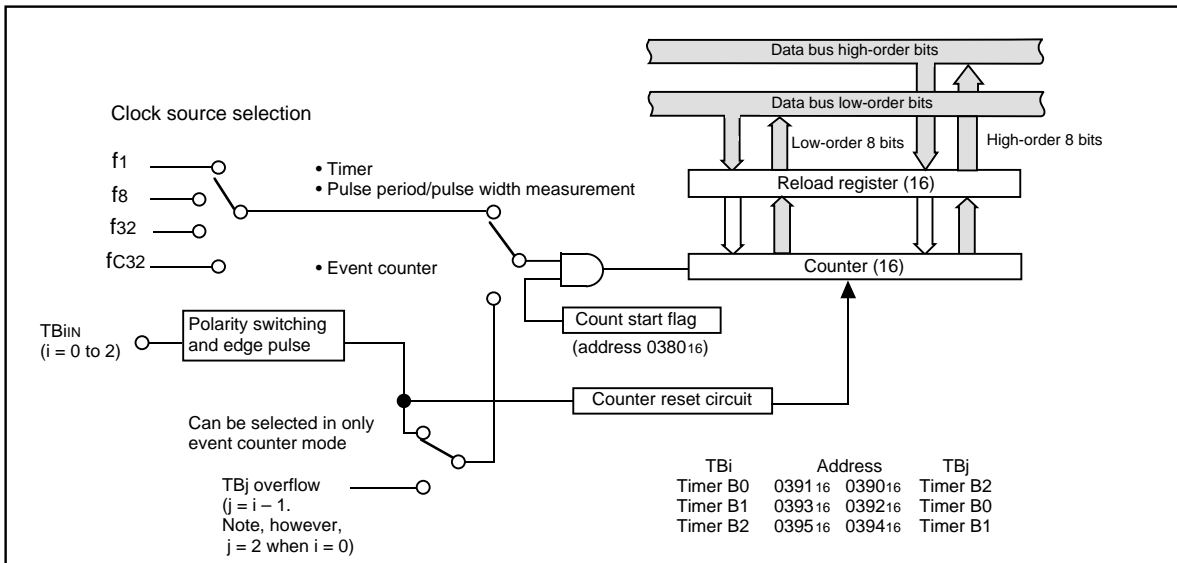 Data bus high-order bits
Data bus low-order bits
Clock source selection
Low-order 8 bits
High-order 8 bits
f1
• Timer
• Pulse period/pulse width measurement
Reload register (16)
f8
f32
fC32
• Event counter
Counter (16)
Polarity switching
and edge pulse
TBiIN
(i = 0 to 2)
Count start flag
(address 038016)
Counter reset circuit
Can be selected in only
event counter mode
TBj overflow
(j = i – 1.
Note, however,
j = 2 when i = 0)
TBi Address TBj
Timer B0 039116 039016 Timer B2
Timer B1 039316 039216 Timer B0
Timer B2 039516 039416 Timer B1